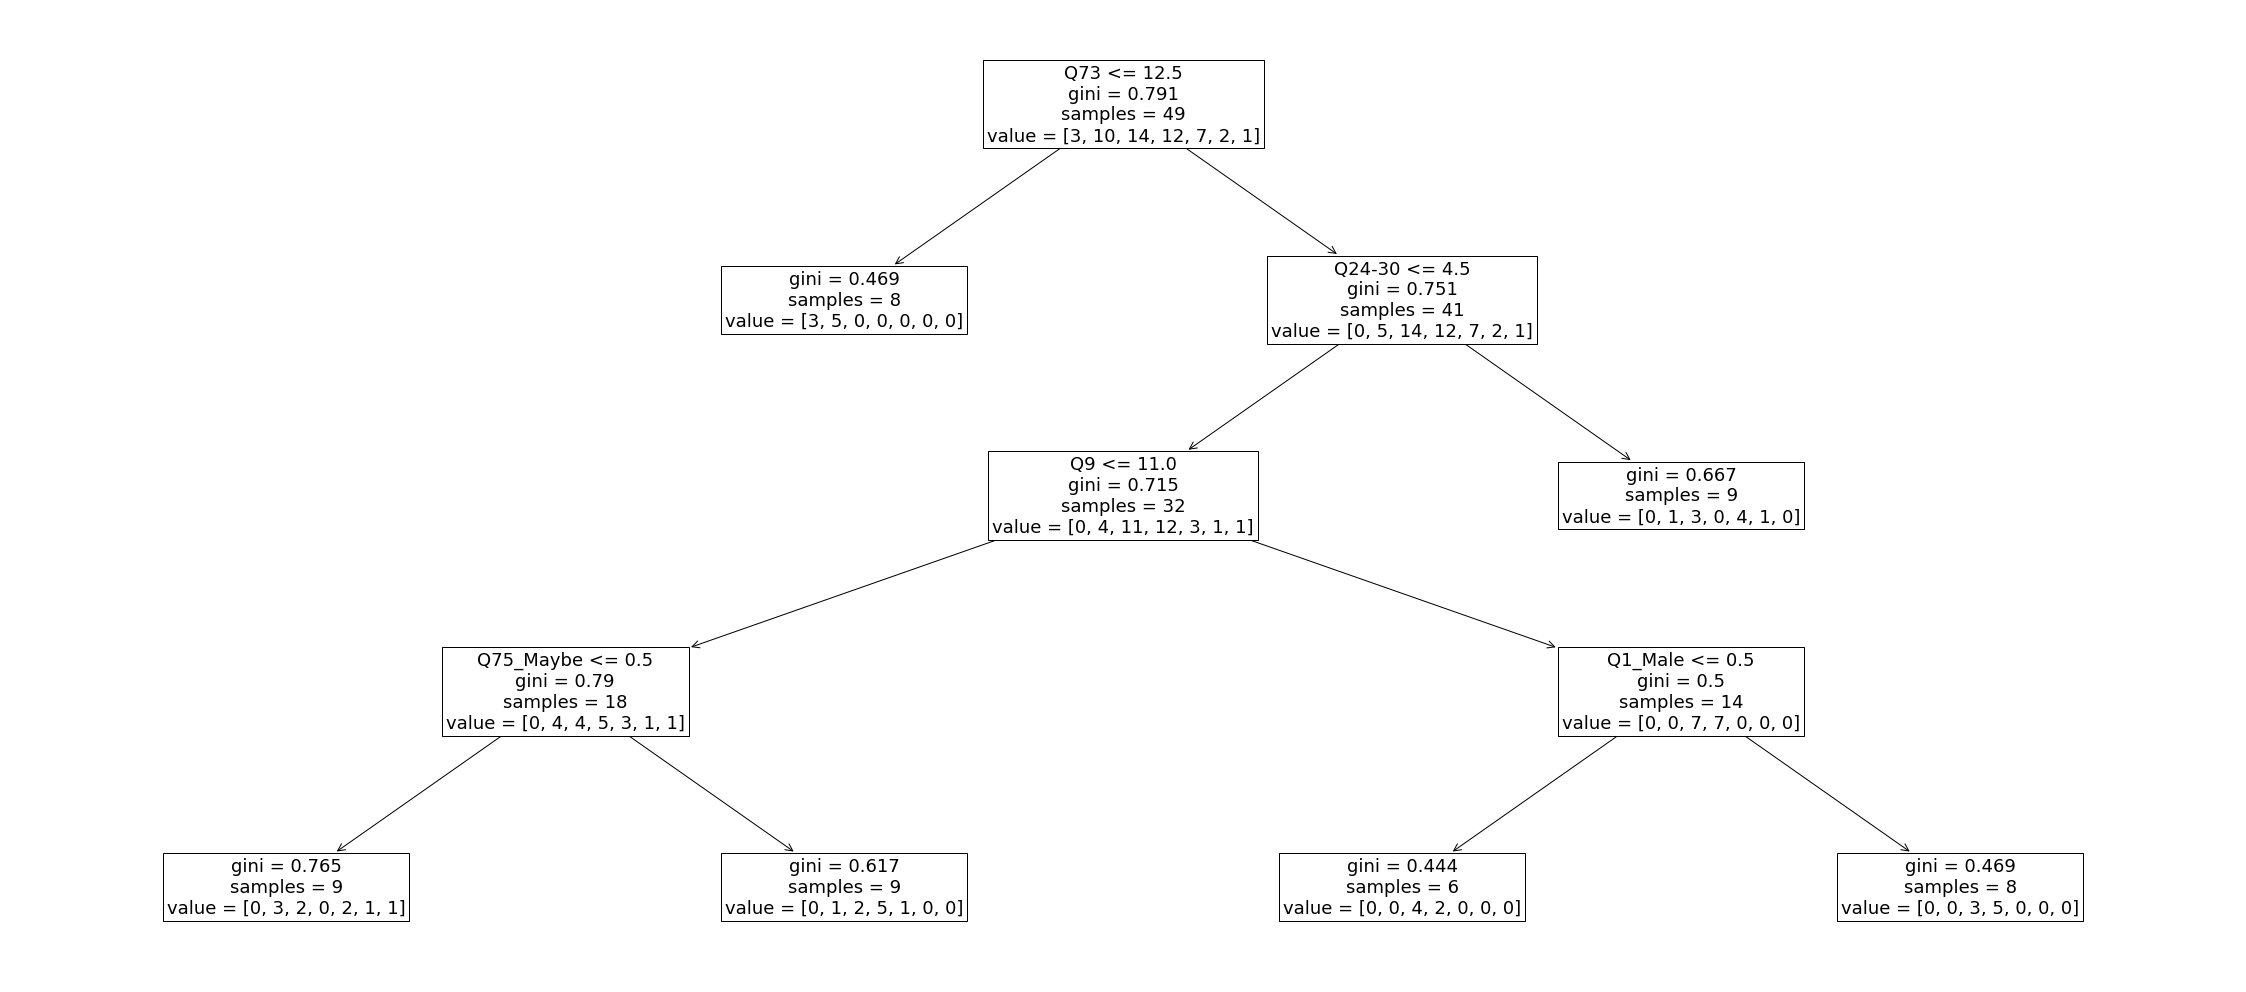 Q73 <= 12.5
gini = 0.791
samples = 49
value = [3, 10, 14, 12, 7, 2, 1]
gini = 0.469
samples = 8
value = [3, 5, 0, 0, 0, 0, 0]
Q24-30 <= 4.5
gini = 0.751
samples = 41
value = [0, 5, 14, 12, 7, 2, 1]
Q9 <= 11.0
gini = 0.715
samples = 32
value = [0, 4, 11, 12, 3, 1, 1]
gini = 0.667
samples = 9
value = [0, 1, 3, 0, 4, 1, 0]
Q75_Maybe <= 0.5
gini = 0.79
samples = 18
value = [0, 4, 4, 5, 3, 1, 1]
Q1_Male <= 0.5
gini = 0.5
samples = 14
value = [0, 0, 7, 7, 0, 0, 0]
gini = 0.765
samples = 9
value = [0, 3, 2, 0, 2, 1, 1]
gini = 0.617
samples = 9
value = [0, 1, 2, 5, 1, 0, 0]
gini = 0.444
samples = 6
value = [0, 0, 4, 2, 0, 0, 0]
gini = 0.469
samples = 8
value = [0, 0, 3, 5, 0, 0, 0]